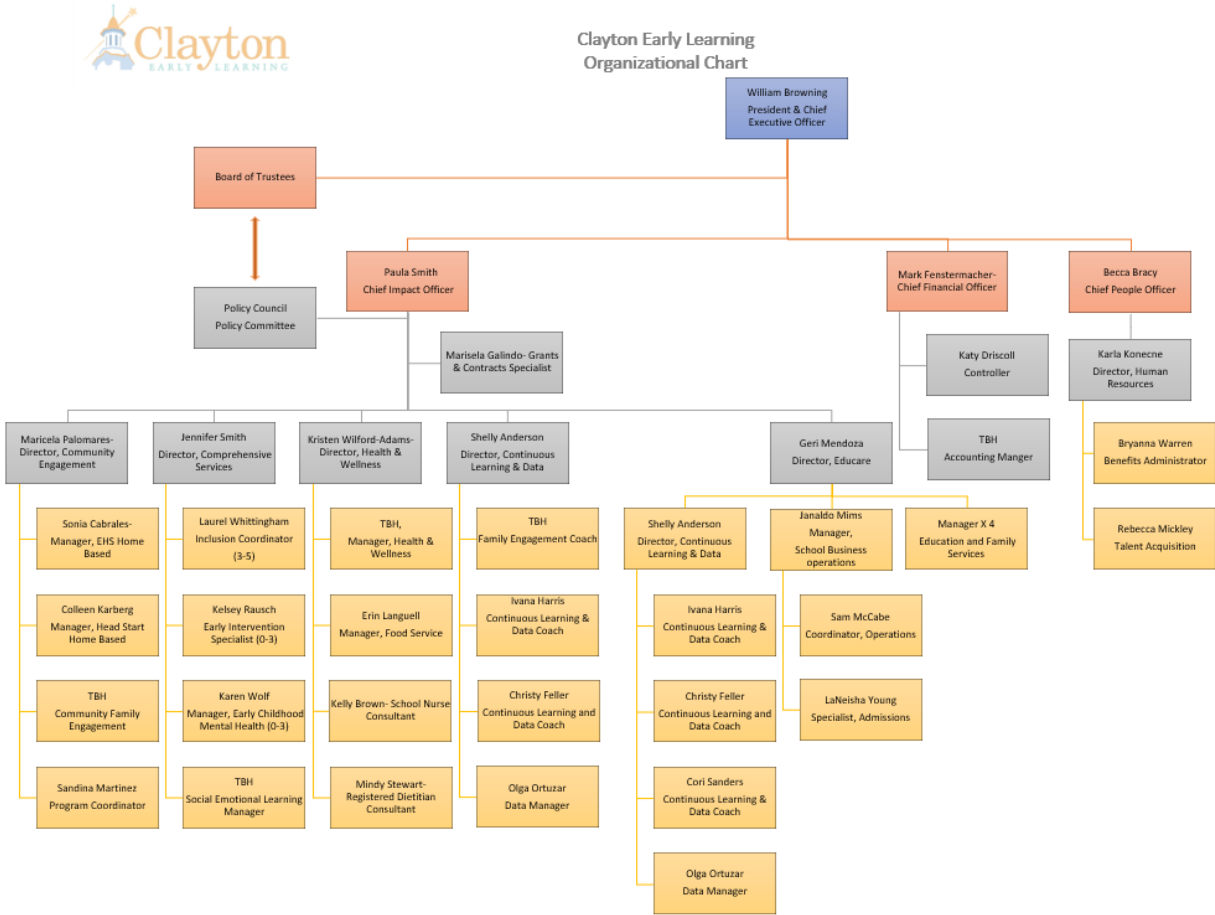 Clayton
EARLY LEARNING
Clayton Early Learning
Organizational Chart
William Browning
President & Chief
Executive Officer
Board of Trustees
Paula Smith
Chief Impact Officer
Mark Fenstermacher-
Chief Financial Officer
Becca Bracy
Chief People Officer
Policy Council
Policy Committee
Marisela Galindo- Grants
& Contracts Specialist
Katy Driscoll
Controller
Karla Konecne
Director, Human
Resources
Maricela Palomares-
Director, Community
Engagement
Jennifer Smith
Director, Comprehensive
Services
Kristen Wilford-Adams-
Director, Health &
Wellness
Shelly Anderson
Director, Continuous
Learning & Data
Geri Mendoza
Director, Educare
TBH
Accounting Manger
Bryanna Warren
Benefits Administrator
Rebecca Mickley
Talent Acquisition
Sonia Cabrales-
Manager, EHS Home
Based
Colleen Karberg
Manager, Head Start
Home Based
TBH
Community Family
Engagement
Sandina Martinez
Program Coordinator
Laurel Whittingham
Inclusion Coordinator
(3-5)
Kelsey Rausch
Early Intervention
Specialist (0-3)
Karen Wolf
Manager, Early Childhood
Mental Health (0-3)
TBH
Social Emotional Learning
Manager
TBH,
Manager, Health &
Wellness
Erin Languell
Manager, Food Service
Kelly Brown- School Nurse
Consultant
Mindy Stewart-
Registered Dietitian
Consultant
TBH
Family Engagement Coach
Ivana Harris
Continuous Learning &
Data Coach
Christy Feller
Continuous Learning and
Data Coach
Olga Ortuzar
Data Manager
Shelly Anderson
Director, Continuous
Learning & Data
Ivana Harris
Continuous Learning &
Data Coach
Christy Feller
Continuous Learning and
Data Coach
Cori Sanders
Continuous Learning &
Data Coach
Olga Ortuzar
Data Manager
Janaldo Mims
Manager,
School Business
operations
Sam McCabe
Coordinator, Operations
LaNeisha Young
Specialist, Admissions
Manager X 4
Education and Family
Services